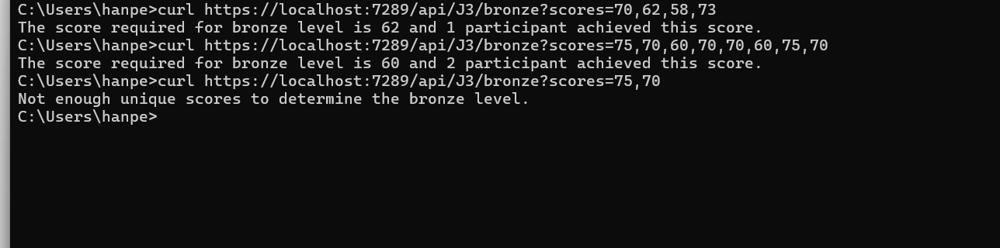 C:\Users\hanpe>curl https://localhost:7289/api/J3/bronze?scores=70,62,58,73
The score required for bronze level is 62 and 1 participant achieved this score.
C:\Users\hanpe>curl https://localhost:7289/api/J3/bronze?scores=75,70,60,70,70,60,75,70
The score required for bronze level is 60 and 2 participant achieved this score.
C:\Users\hanpe>curl https://localhost:7289/api/J3/bronze?scores=75,70
Not enough unique scores to determine the bronze level.
C:\Users\hanpe>